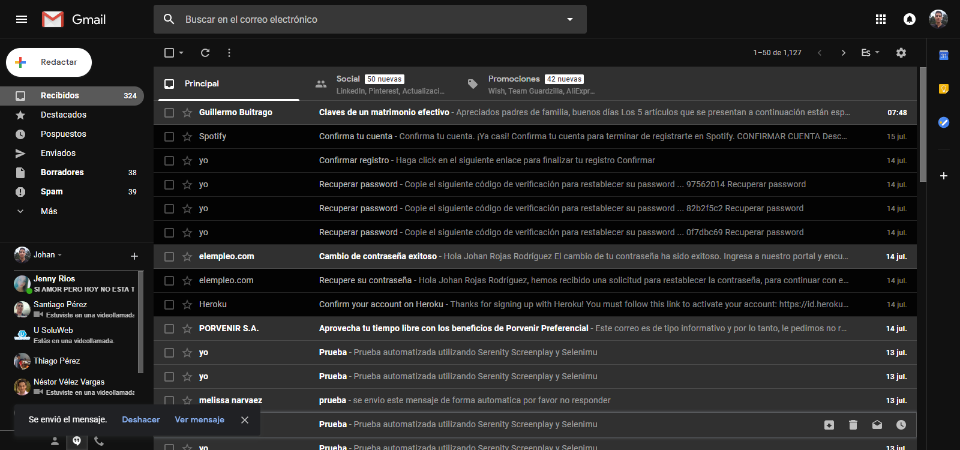 Gmail
Buscar en el correo electrónico
Redactar
1–50 de 1,127
Es
Recibidos 324
Destacados
Pospuestos
Enviados
Borradores 38
Spam 39
Más
Principal
Social 50 nuevas
LinkedIn, Pinterest, Actualizaci...
Promociones 42 nuevas
Wish, Team Guardzilla, AliExpr...
Guillermo Buitrago Claves de un matrimonio efectivo - Apreciados padres de familia, buenos días Los 5 artículos que se presentan a continuación están esp... 07:48
Spotify Confirma tu cuenta - Confirma tu cuenta. ¡Ya casi! Confirma tu cuenta para terminar de registrarte en Spotify. CONFIRMAR CUENTA Desc... 15 jul.
yo Confirmar registro - Haga click en el siguiente enlace para finalizar tu registro Confirmar 14 jul.
yo Recuperar password - Copie el siguiente código de verificación para restablecer su password ... 97562014 Recuperar password 14 jul.
yo Recuperar password - Copie el siguiente código de verificación para restablecer su password ... 82b2f5c2 Recuperar password 14 jul.
yo Recuperar password - Copie el siguiente código de verificación para restablecer su password ... 0f7dbc69 Recuperar password 14 jul.
elempleo.com Cambio de contraseña exitoso - Hola Johan Rojas Rodriguez El cambio de tu contraseña ha sido exitoso. Ingresa a nuestro portal y encu... 14 jul.
elempleo.com Recupere su contraseña - Hola Johan Rojas Rodriguez, hemos recibido una solicitud para restablecer la contraseña, para continuar con e... 14 jul.
Heroku Confirm your account on Heroku - Thanks for signing up with Heroku! You must follow this link to activate your account: https://id.heroku... 14 jul.
PORVENIR S.A. Aprovecha tu tiempo libre con los beneficios de Porvenir Preferencial - Este correo es de tipo informativo y por lo tanto, le pedimos no r... 14 jul.
yo Prueba - Prueba automatizada utilizando Serenity Screenplay y Selenimu 13 jul.
yo Prueba - Prueba automatizada utilizando Serenity Screenplay y Selenimu 13 jul.
melissa narvaez prueba - se envio este mensaje de forma automatica por favor no responder 13 jul.
Prueba - Prueba automatizada utilizando Serenity Screenplay y Selenimu
yo Prueba - Prueba automatizada utilizando Serenity Screenplay y Selenimu 13 jul.
Johan
Jenny Rios
SI AMOR PERO HOY NO ESTA T
Santiago Pérez
Estuviste en una videollamada
U SoluWeb
Estás en una videollamada.
Thiago Pérez
Néstor Vélez Vargas
Estuviste en una videollamada
Se envió el mensaje. Deshacer Ver mensaje